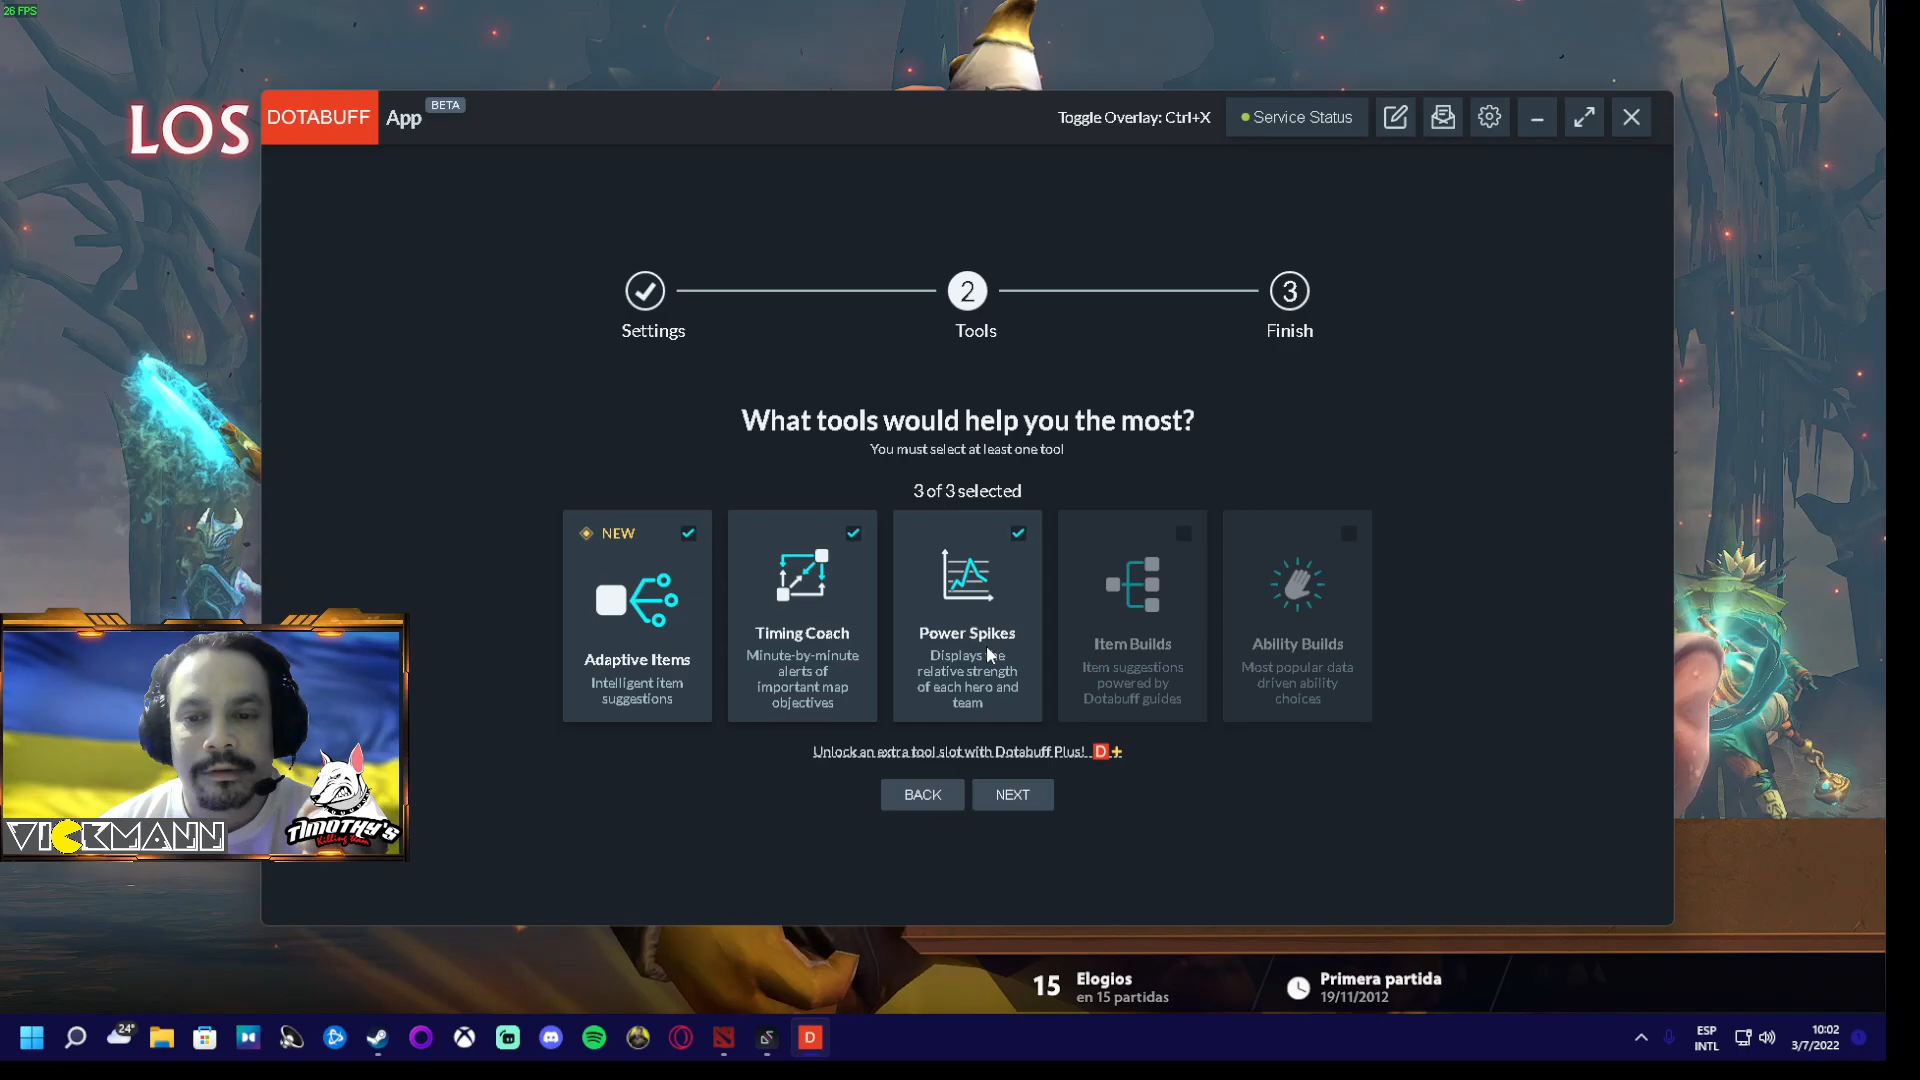 26 FPS
LOS
DOTABUFF App BETA
Toggle Overlay: Ctrl+X
Service Status
2
3
Settings
Tools
Finish
What tools would help you the most?
You must select at least one tool
3 of 3 selected
NEW
Adaptive Items
Intelligent item
suggestions
Timing Coach
Minute-by-minute
alerts of
important map
objectives
Power Spikes
Displays the
relative strength
of each hero and
team
Item Builds
Item suggestions
powered by
Dotabuff guides
Ability Builds
Most popular data
driven ability
choices
Unlock an extra tool slot with Dotabuff Plus! D+
BACK
NEXT
VICKMANN
TIMOTHY'S
Killing team
15 Elogios
en 15 partidas
Primera partida
19/11/2012
24°
D
ESP
INTL
10:02
3/7/2022